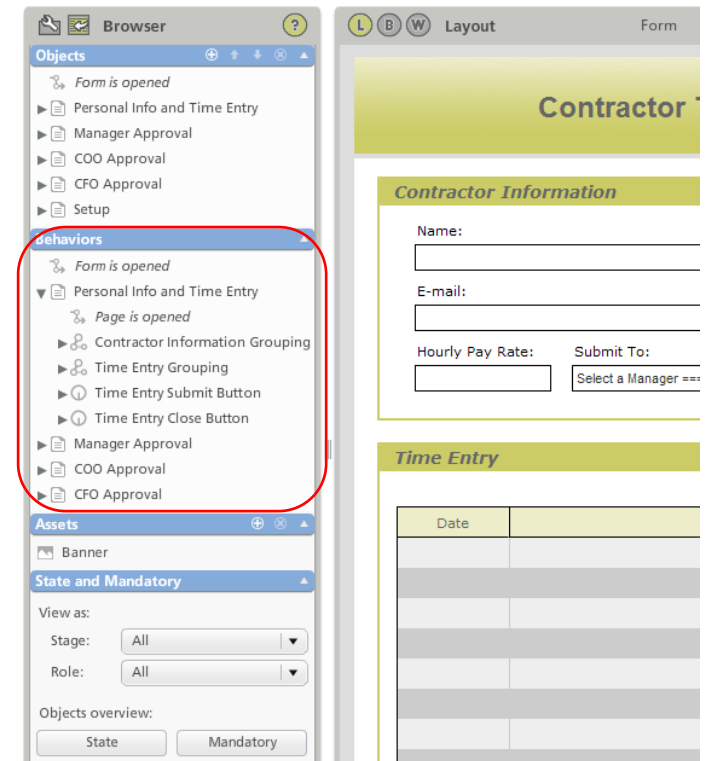 Browser
?
Objects
Form is opened
Personal Info and Time Entry
Manager Approval
COO Approval
CFO Approval
Setup
Behaviors
Form is opened
Personal Info and Time Entry
Page is opened
Contractor Information Grouping
Time Entry Grouping
Time Entry Submit Button
Time Entry Close Button
Manager Approval
COO Approval
CFO Approval
Assets
Banner
State and Mandatory
View as:
Stage: All
Role: All
Objects overview:
State Mandatory
L B W Layout Form
Contractor
Contractor Information
Name:
E-mail:
Hourly Pay Rate: Submit To:
Select a Manager ===
Time Entry
Date